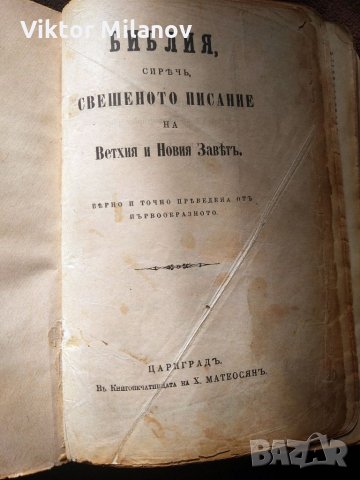 Viktor Milanov
БИБЛИЯ,
СИРѢЧЬ,
СВЕЩЕНОТО ПИСАНИЕ
НА
ВЕТХИЯ И НОВИЯ ЗАВѢТЪ.
ВѢРНО И ТОЧНО ПРѢВЕДЕНА ОТЪ
ПЪРВООБРАЗНОТО.
ЦАРИГРАДЪ.
Въ Книгопечатницата на Х. МАТЕОСЯНЪ.
BAZAR